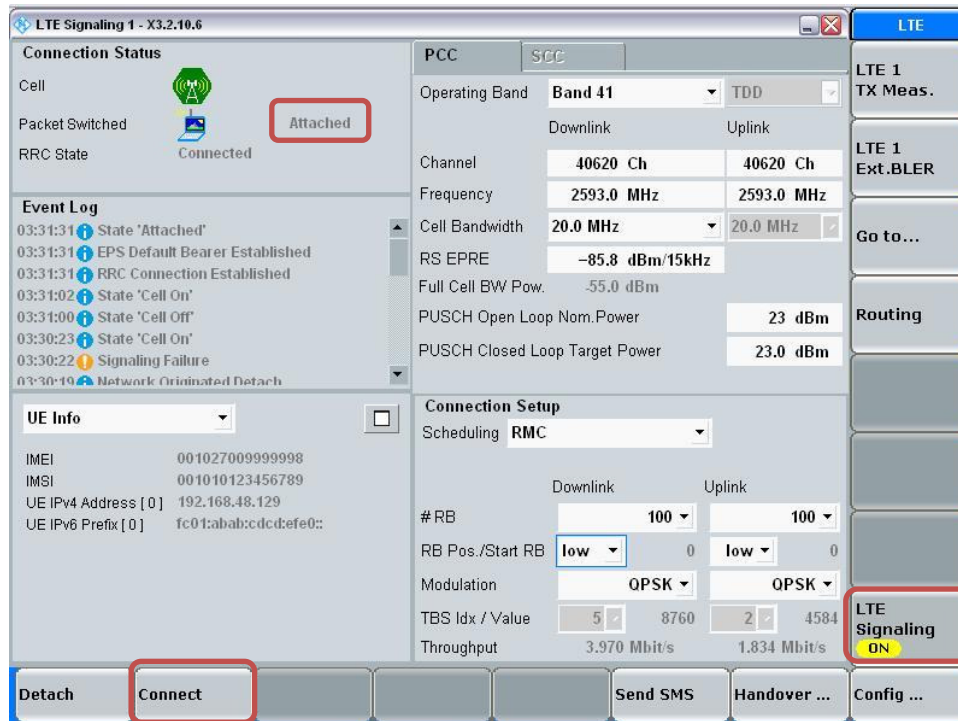 LTE Signaling 1 - X3.2.10.6
LTE
Connection Status
Cell
Packet Switched Attached
RRC State Connected
Event Log
03:31:31 State 'Attached'
03:31:31 EPS Default Bearer Established
03:31:31 RRC Connection Established
03:31:02 State 'Cell On'
03:31:00 State 'Cell Off'
03:30:23 State 'Cell On'
03:30:22 Signaling Failure
03:30:19 Network Originated Detach
UE Info
IMEI 001027009999998
IMSI 001010123456789
UE IPv4 Address [ 0 ] 192.168.48.129
UE IPv6 Prefix [ 0 ] fc01:abab:cdcd:efe0::
PCC SCC
Operating Band Band 41 TDD
Downlink Uplink
Channel 40620 Ch 40620 Ch
Frequency 2593.0 MHz 2593.0 MHz
Cell Bandwidth 20.0 MHz 20.0 MHz
RS EPRE -85.8 dBm/15kHz
Full Cell BW Pow. -55.0 dBm
PUSCH Open Loop Nom.Power 23 dBm
PUSCH Closed Loop Target Power 23.0 dBm
Connection Setup
Scheduling RMC
Downlink Uplink
# RB 100 100
RB Pos./Start RB low 0 low 0
Modulation QPSK QPSK
TBS Idx / Value 5 8760 2 4584
Throughput 3.970 Mbit/s 1.834 Mbit/s
LTE 1
TX Meas.
LTE 1
Ext.BLER
Go to...
Routing
LTE
Signaling
ON
Detach Connect Send SMS Handover ... Config ...